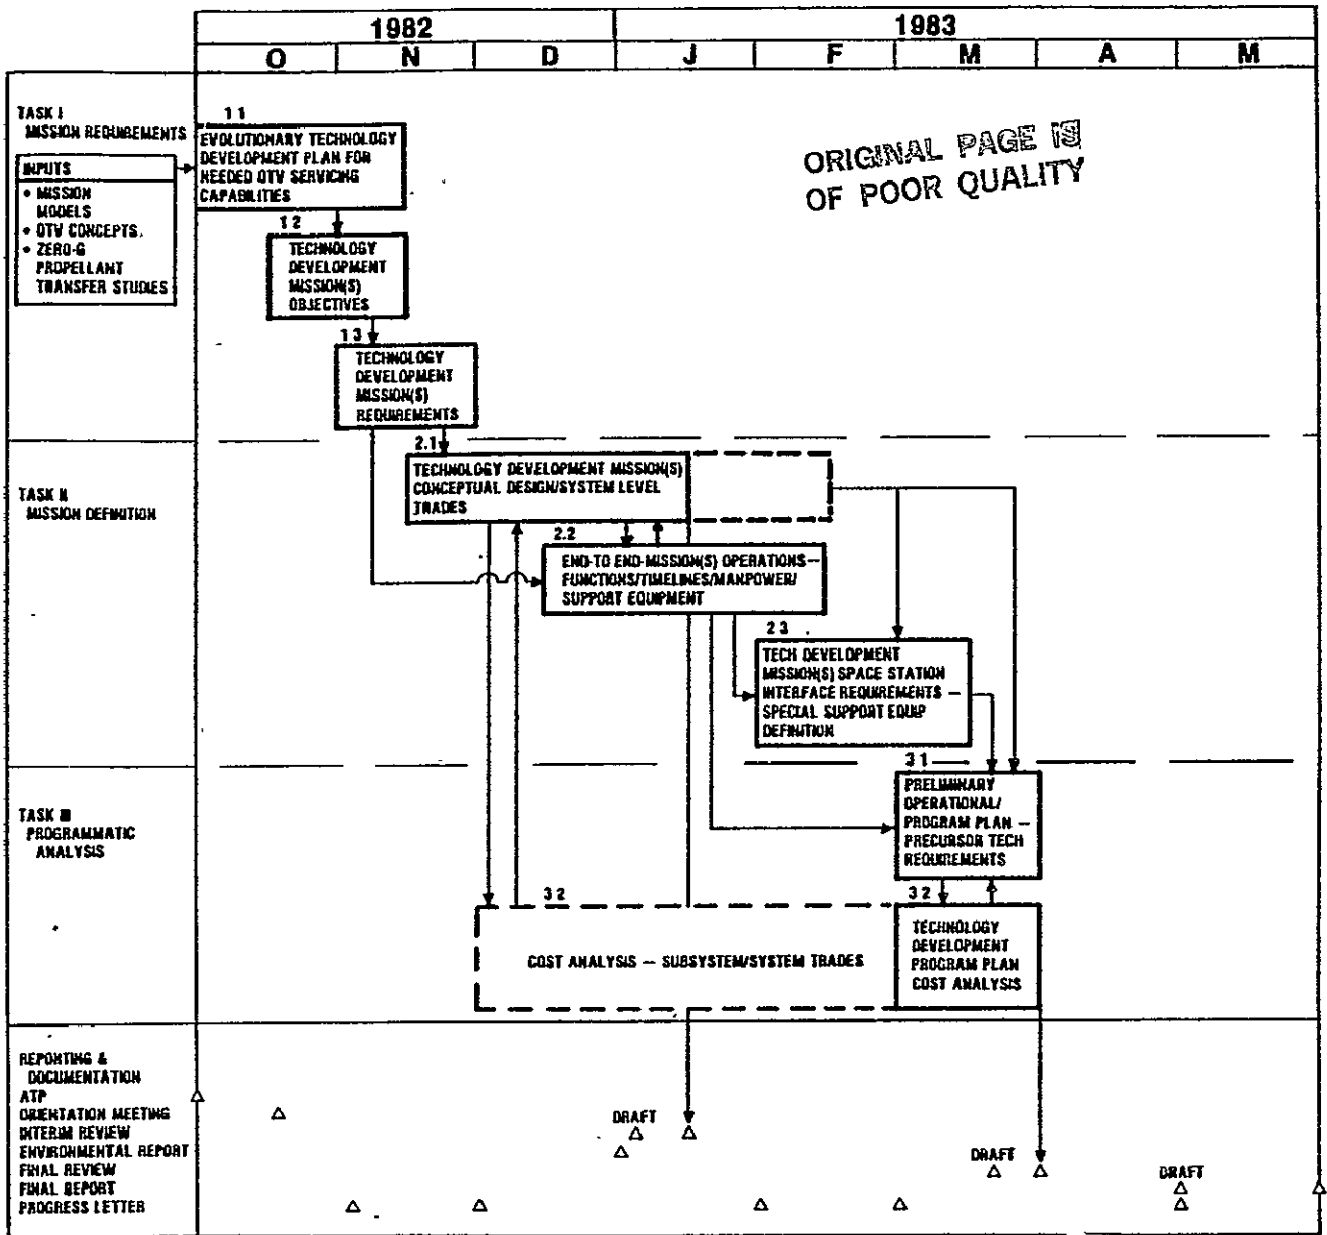 1982
1983
O N D J F M A M
ORIGINAL PAGE IS
OF POOR QUALITY
TASK I
MISSION REQUIREMENTS
INPUTS
• MISSION
MODELS
• OTV CONCEPTS.
• ZERO-G
PROPELLANT
TRANSFER STUDIES
1 1
EVOLUTIONARY TECHNOLOGY
DEVELOPMENT PLAN FOR
NEEDED OTV SERVICING
CAPABILITIES
1 2
TECHNOLOGY
DEVELOPMENT
MISSION(S)
OBJECTIVES
1 3
TECHNOLOGY
DEVELOPMENT
MISSION(S)
REQUIREMENTS
TASK II
MISSION DEFINITION
2.1
TECHNOLOGY DEVELOPMENT MISSION(S)
CONCEPTUAL DESIGN/SYSTEM LEVEL
TRADES
2.2
END-TO END-MISSION(S) OPERATIONS —
FUNCTIONS/TIMELINES/MANPOWER/
SUPPORT EQUIPMENT
2 3
TECH DEVELOPMENT
MISSION(S) SPACE STATION
INTERFACE REQUIREMENTS —
SPECIAL SUPPORT EQUIP
DEFINITION
TASK III
PROGRAMMATIC
ANALYSIS
3 1
PRELIMINARY
OPERATIONAL/
PROGRAM PLAN —
PRECURSOR TECH
REQUIREMENTS
3 2
COST ANALYSIS — SUBSYSTEM/SYSTEM TRADES
3 2
TECHNOLOGY
DEVELOPMENT
PROGRAM PLAN
COST ANALYSIS
REPORTING &
DOCUMENTATION
ATP
ORIENTATION MEETING
INTERIM REVIEW
ENVIRONMENTAL REPORT
FINAL REVIEW
FINAL REPORT
PROGRESS LETTER
DRAFT
DRAFT
DRAFT